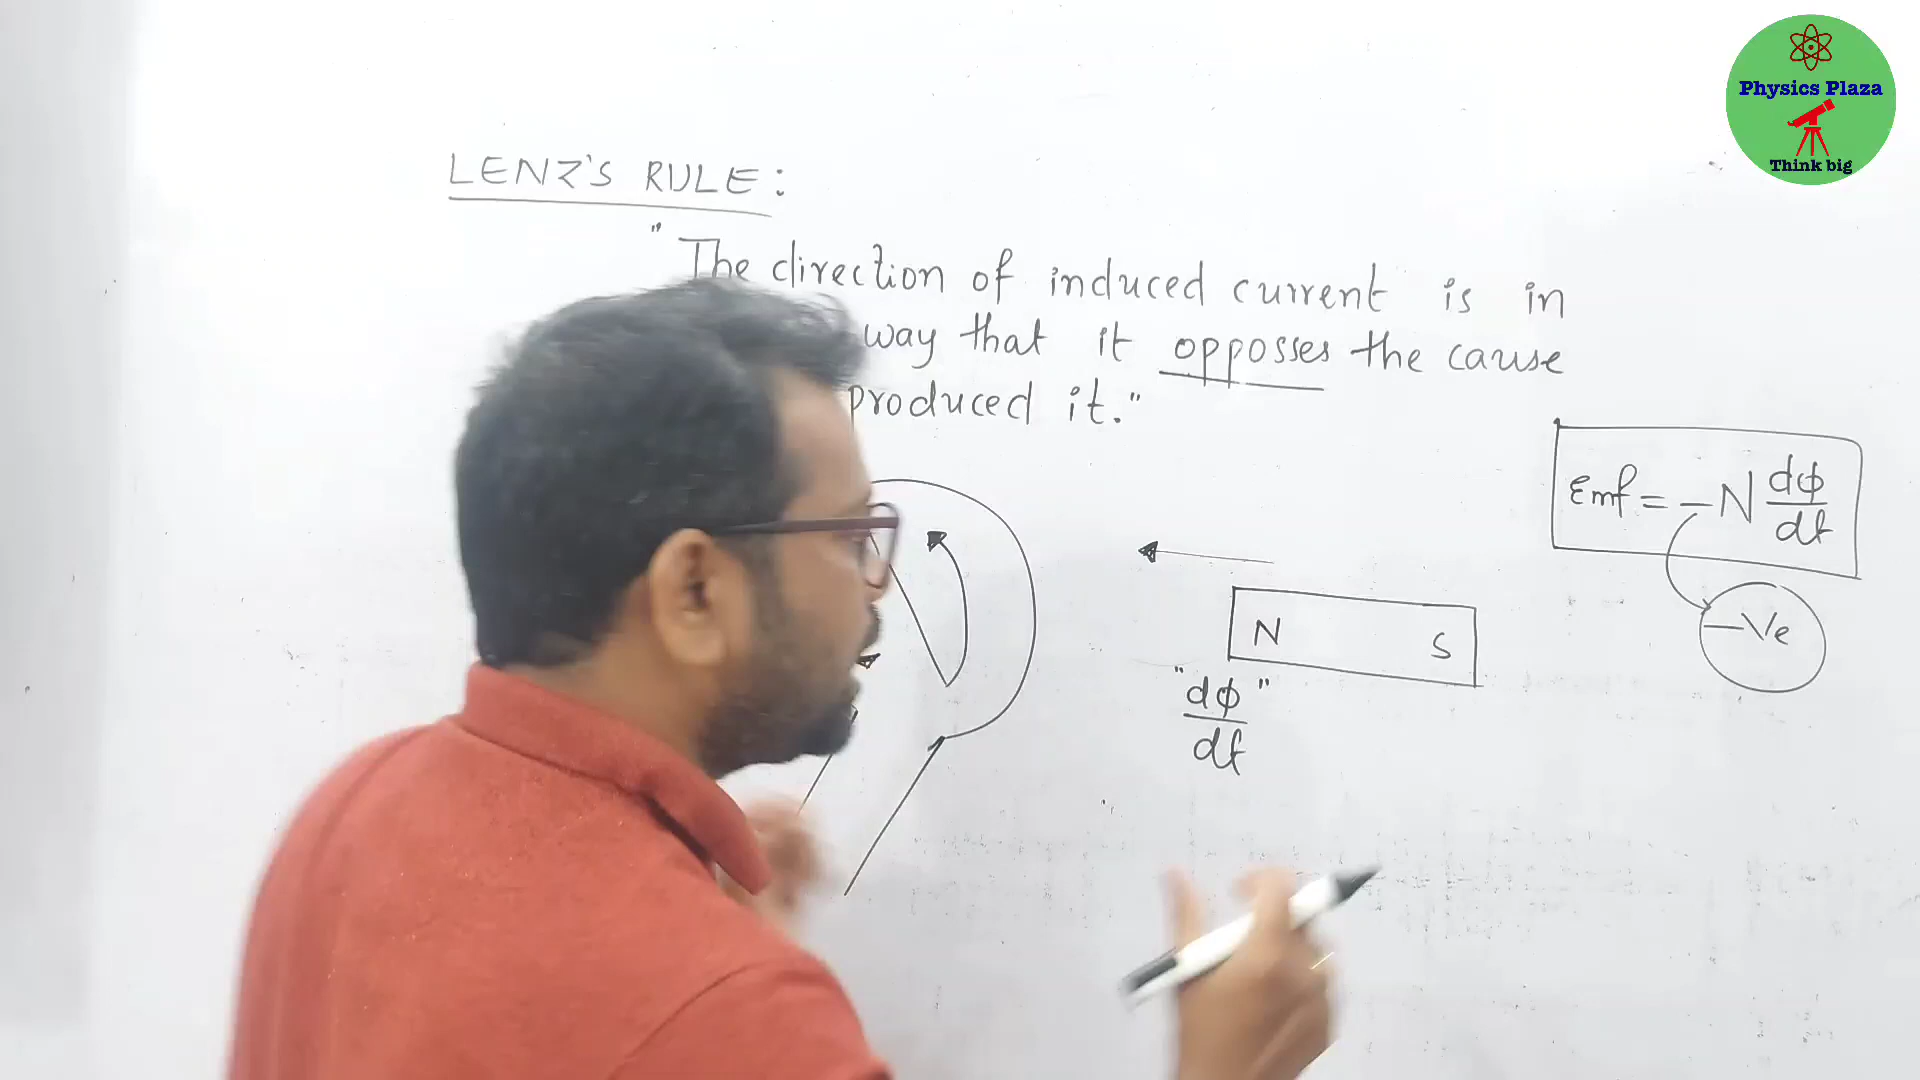 Physics Plaza
Think big
LENZ'S RULE:
"The direction of induced current is in
way that it opposses the cause
produced it."
Emf = -N dφ/dt
-Ve
N S
"dφ/dt"